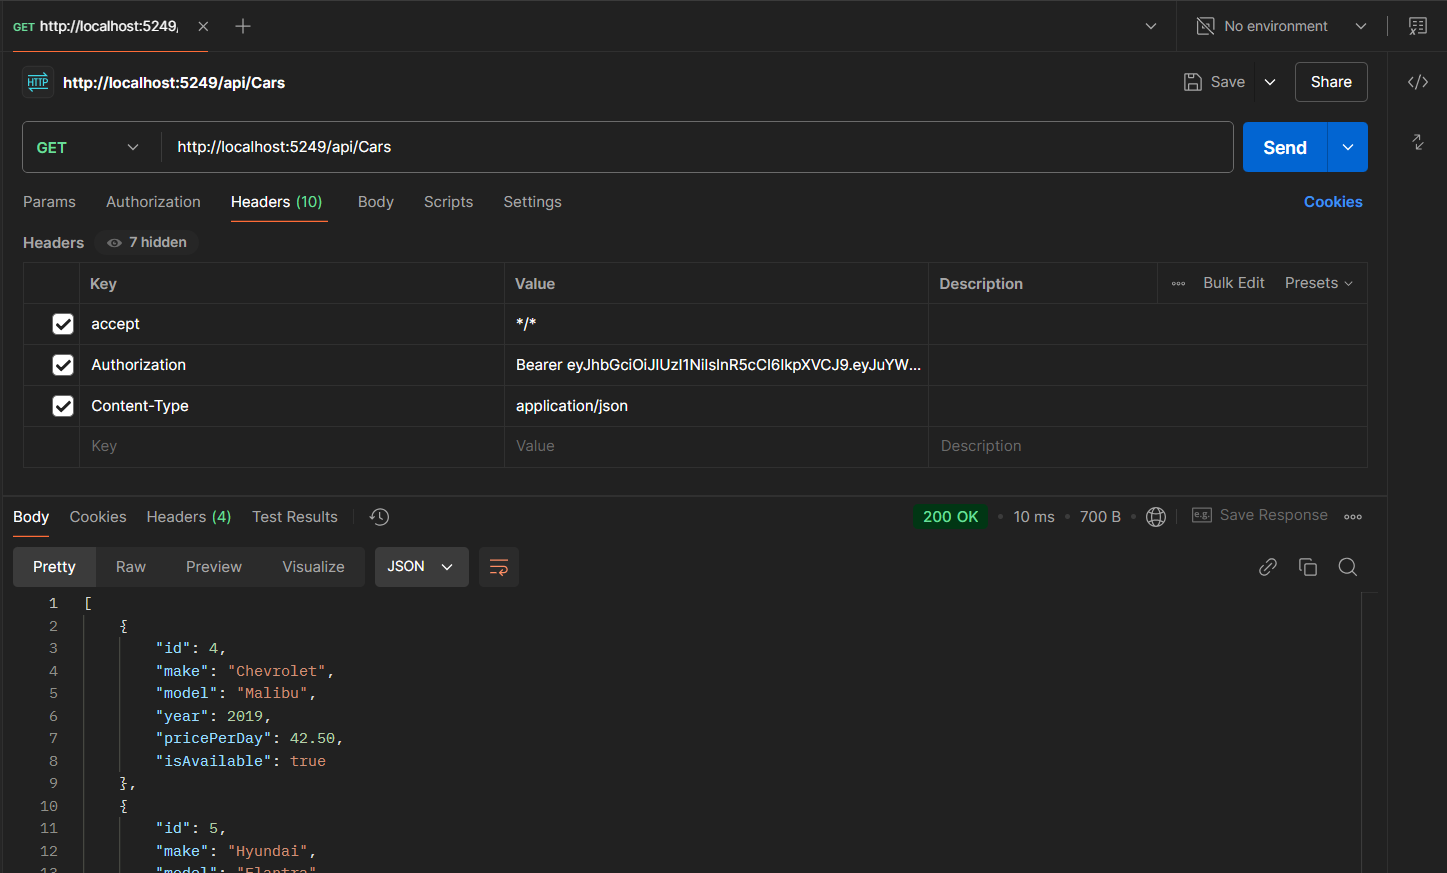 GET http://localhost:5249,
No environment
HTTP http://localhost:5249/api/Cars
Save
Share
GET http://localhost:5249/api/Cars
Send
Params Authorization Headers (10) Body Scripts Settings Cookies
Headers 7 hidden
Key Value Description Bulk Edit Presets
accept */*
Authorization Bearer eyJhbGciOiJIUzI1NiIsInR5cCI6IkpXVCJ9.eyJuYW...
Content-Type application/json
Key Value Description
Body Cookies Headers (4) Test Results 200 OK 10 ms 700 B e.g. Save Response
Pretty Raw Preview Visualize JSON
1 [
2 {
3 "id": 4,
4 "make": "Chevrolet",
5 "model": "Malibu",
6 "year": 2019,
7 "pricePerDay": 42.50,
8 "isAvailable": true
9 },
10 {
11 "id": 5,
12 "make": "Hyundai",
13 "model": "Elantra"